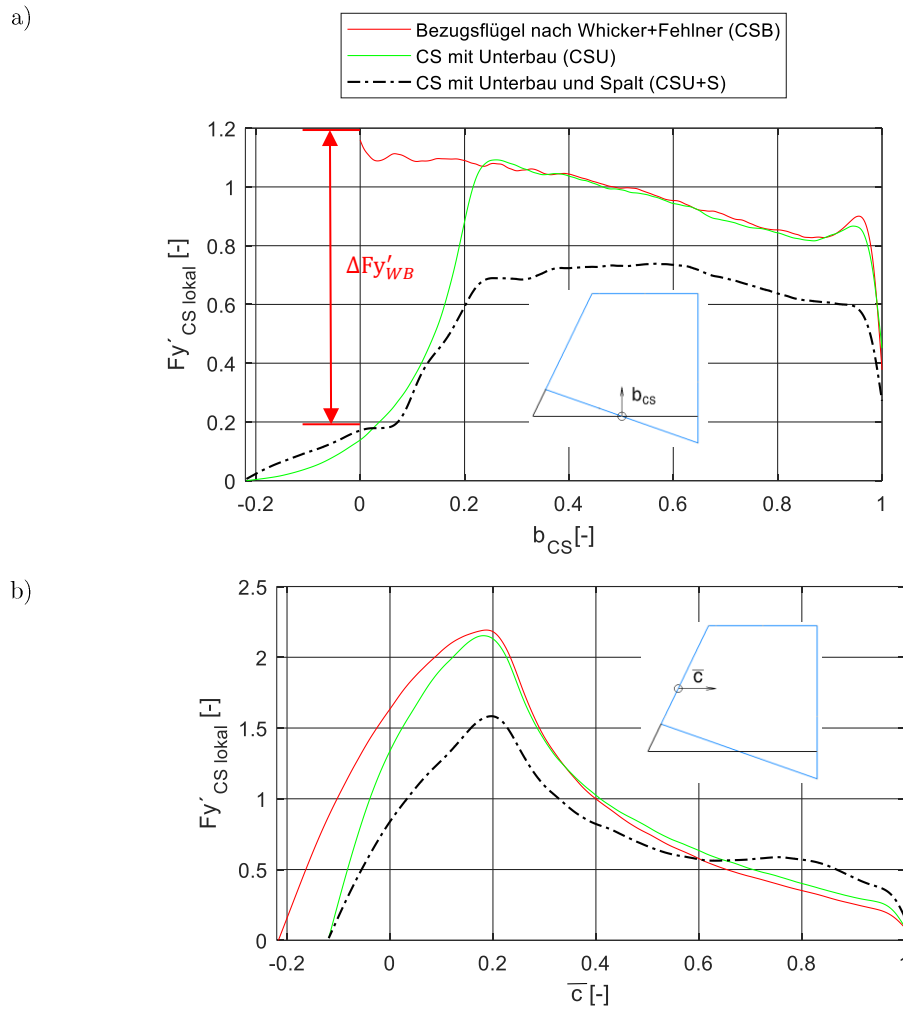 a)
Bezugsflügel nach Whicker+Fehlner (CSB)
CS mit Unterbau (CSU)
CS mit Unterbau und Spalt (CSU+S)
1.2
1
0.8
0.6
0.4
0.2
0
Fy´CS lokal [-]
ΔFy′WB
bCS
-0.2 0 0.2 0.4 0.6 0.8 1
bCS[-]
b)
2.5
2
1.5
1
0.5
0
Fy´CS lokal [-]
c̅
-0.2 0 0.2 0.4 0.6 0.8 1
c̅ [-]